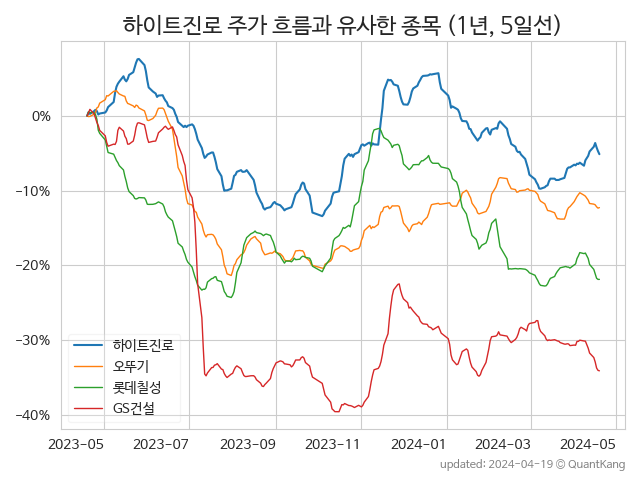 하이트진로 주가 흐름과 유사한 종목 (1년, 5일선)
0%
−10%
−20%
−30%
−40%
하이트진로
오뚜기
롯데칠성
GS건설
2023-05 2023-07 2023-09 2023-11 2024-01 2024-03 2024-05
updated: 2024-04-19 © QuantKang